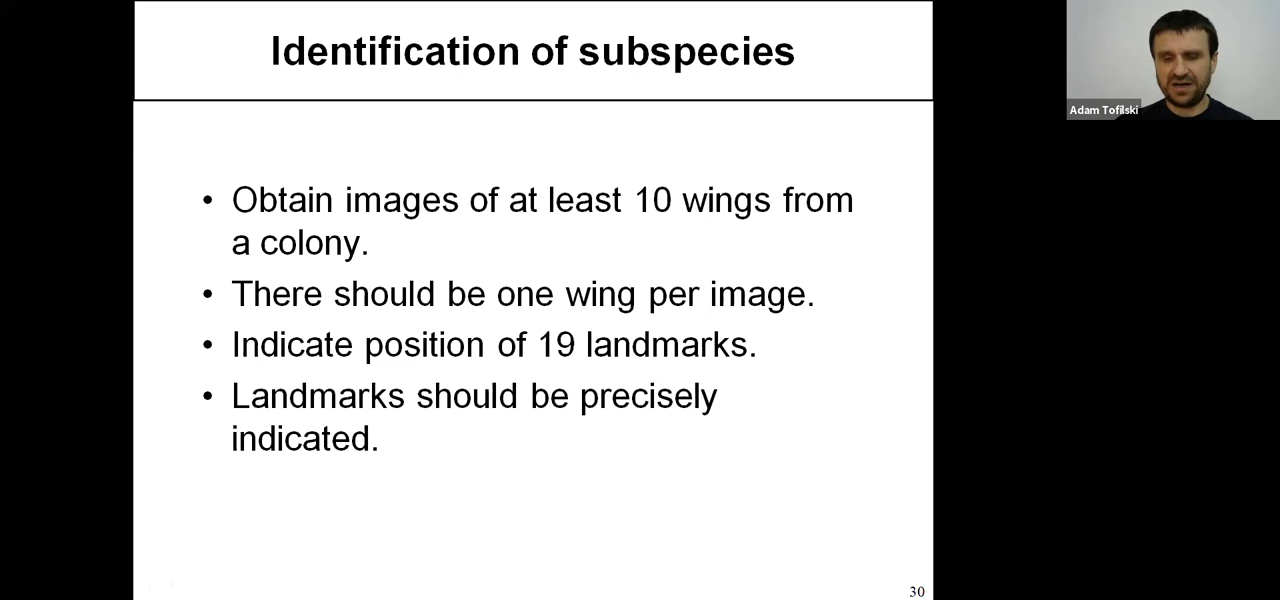 Identification of subspecies
Adam Tofilski
• Obtain images of at least 10 wings from
a colony.
• There should be one wing per image.
• Indicate position of 19 landmarks.
• Landmarks should be precisely
indicated.
30